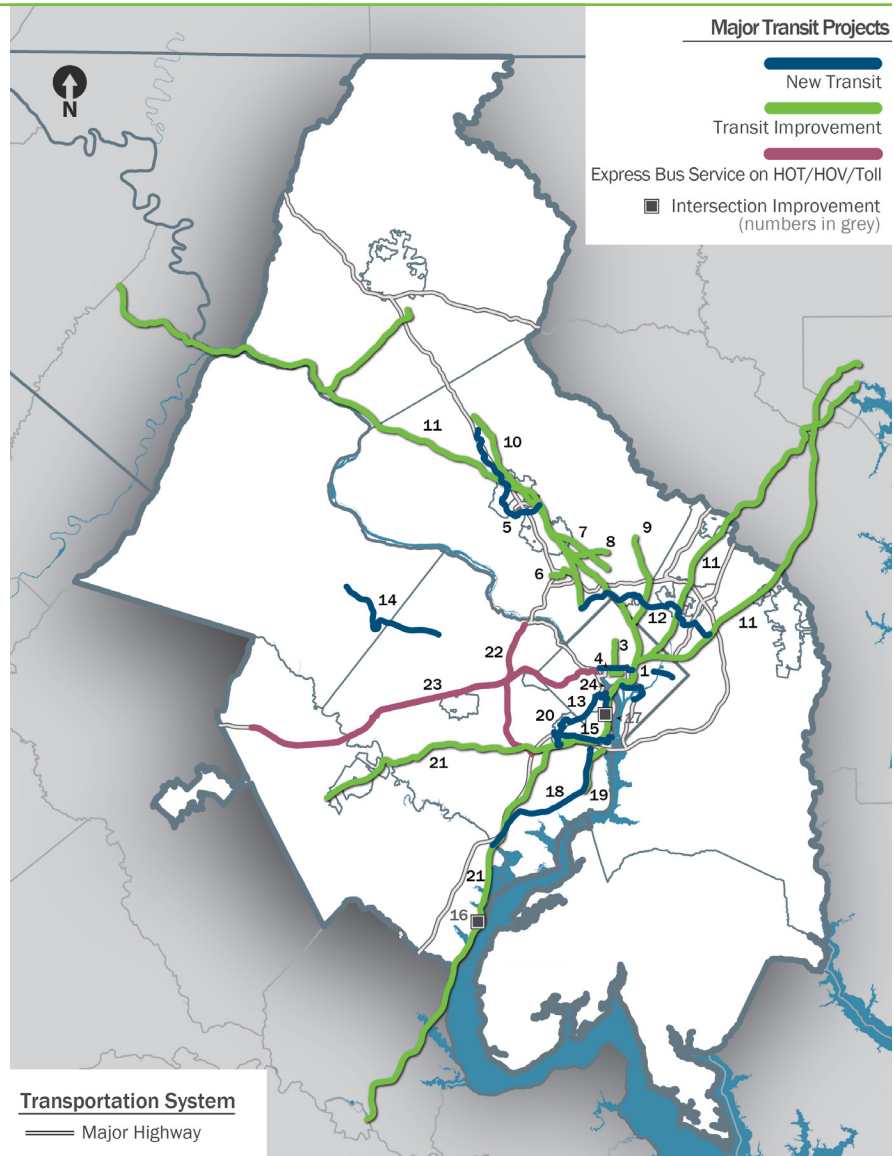 Major Transit Projects
New Transit
Transit Improvement
Express Bus Service on HOT/HOV/Toll
Intersection Improvement
(numbers in grey)
N
11
10
5
7
8
9
6
11
12
11
14
22
3
4
1
23
24
13
17
20
15
21
18
19
21
16
Transportation System
Major Highway